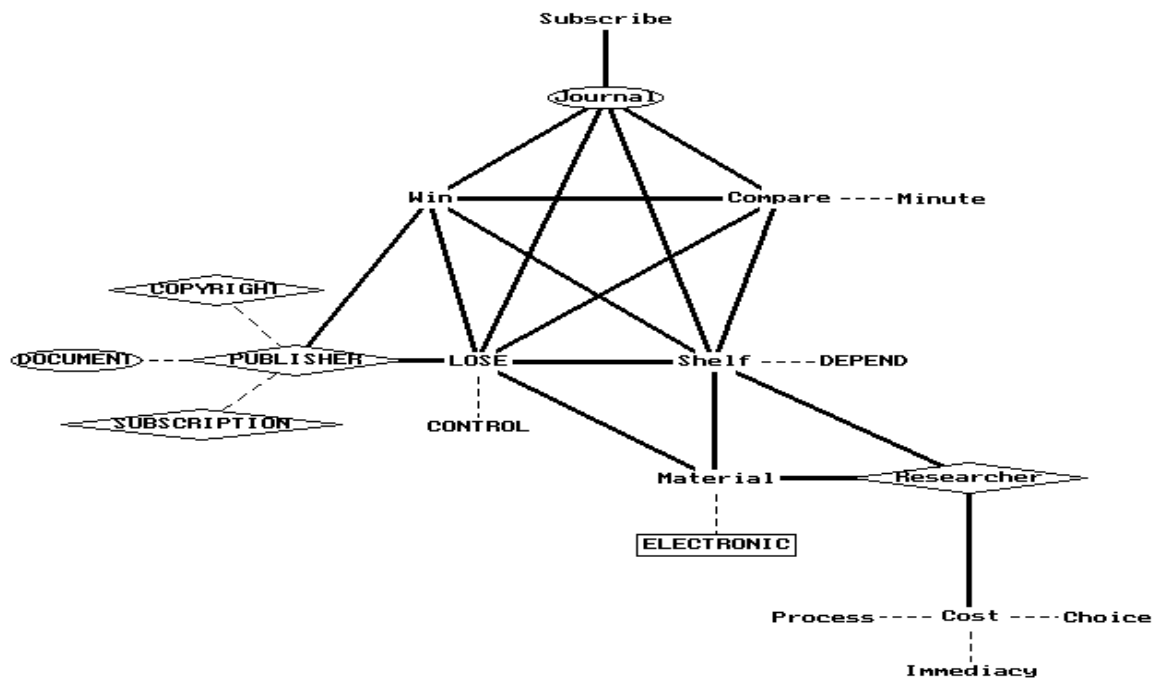 Subscribe
Journal
Win
Compare
Minute
COPYRIGHT
DOCUMENT
PUBLISHER
LOSE
Shelf
DEPEND
SUBSCRIPTION
CONTROL
Material
Researcher
ELECTRONIC
Process
Cost
Choice
Immediacy